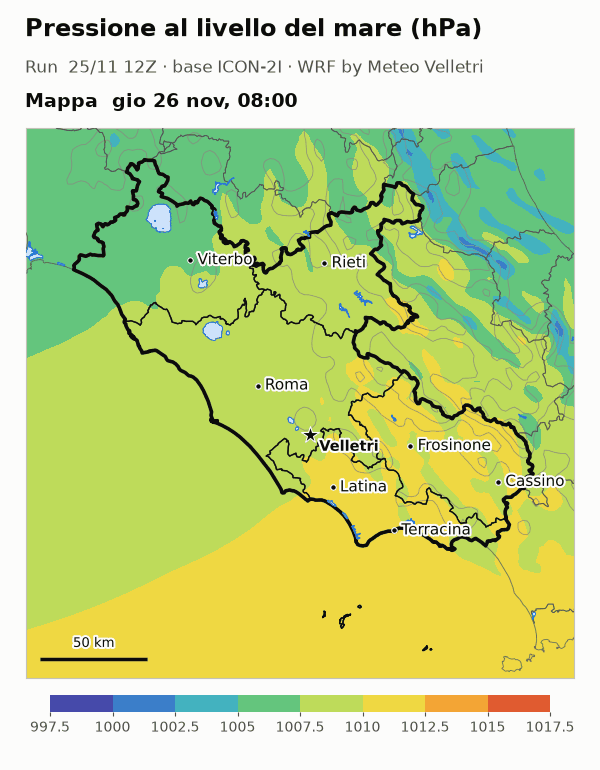 Pressione al livello del mare (hPa)
Run  25/11 12Z · base ICON-2I · WRF by Meteo Velletri
Mappa  gio 26 nov, 08:00
Viterbo
Rieti
Roma
Velletri
Frosinone
Latina
Cassino
Terracina
50 km
997.5 1000 1002.5 1005 1007.5 1010 1012.5 1015 1017.5